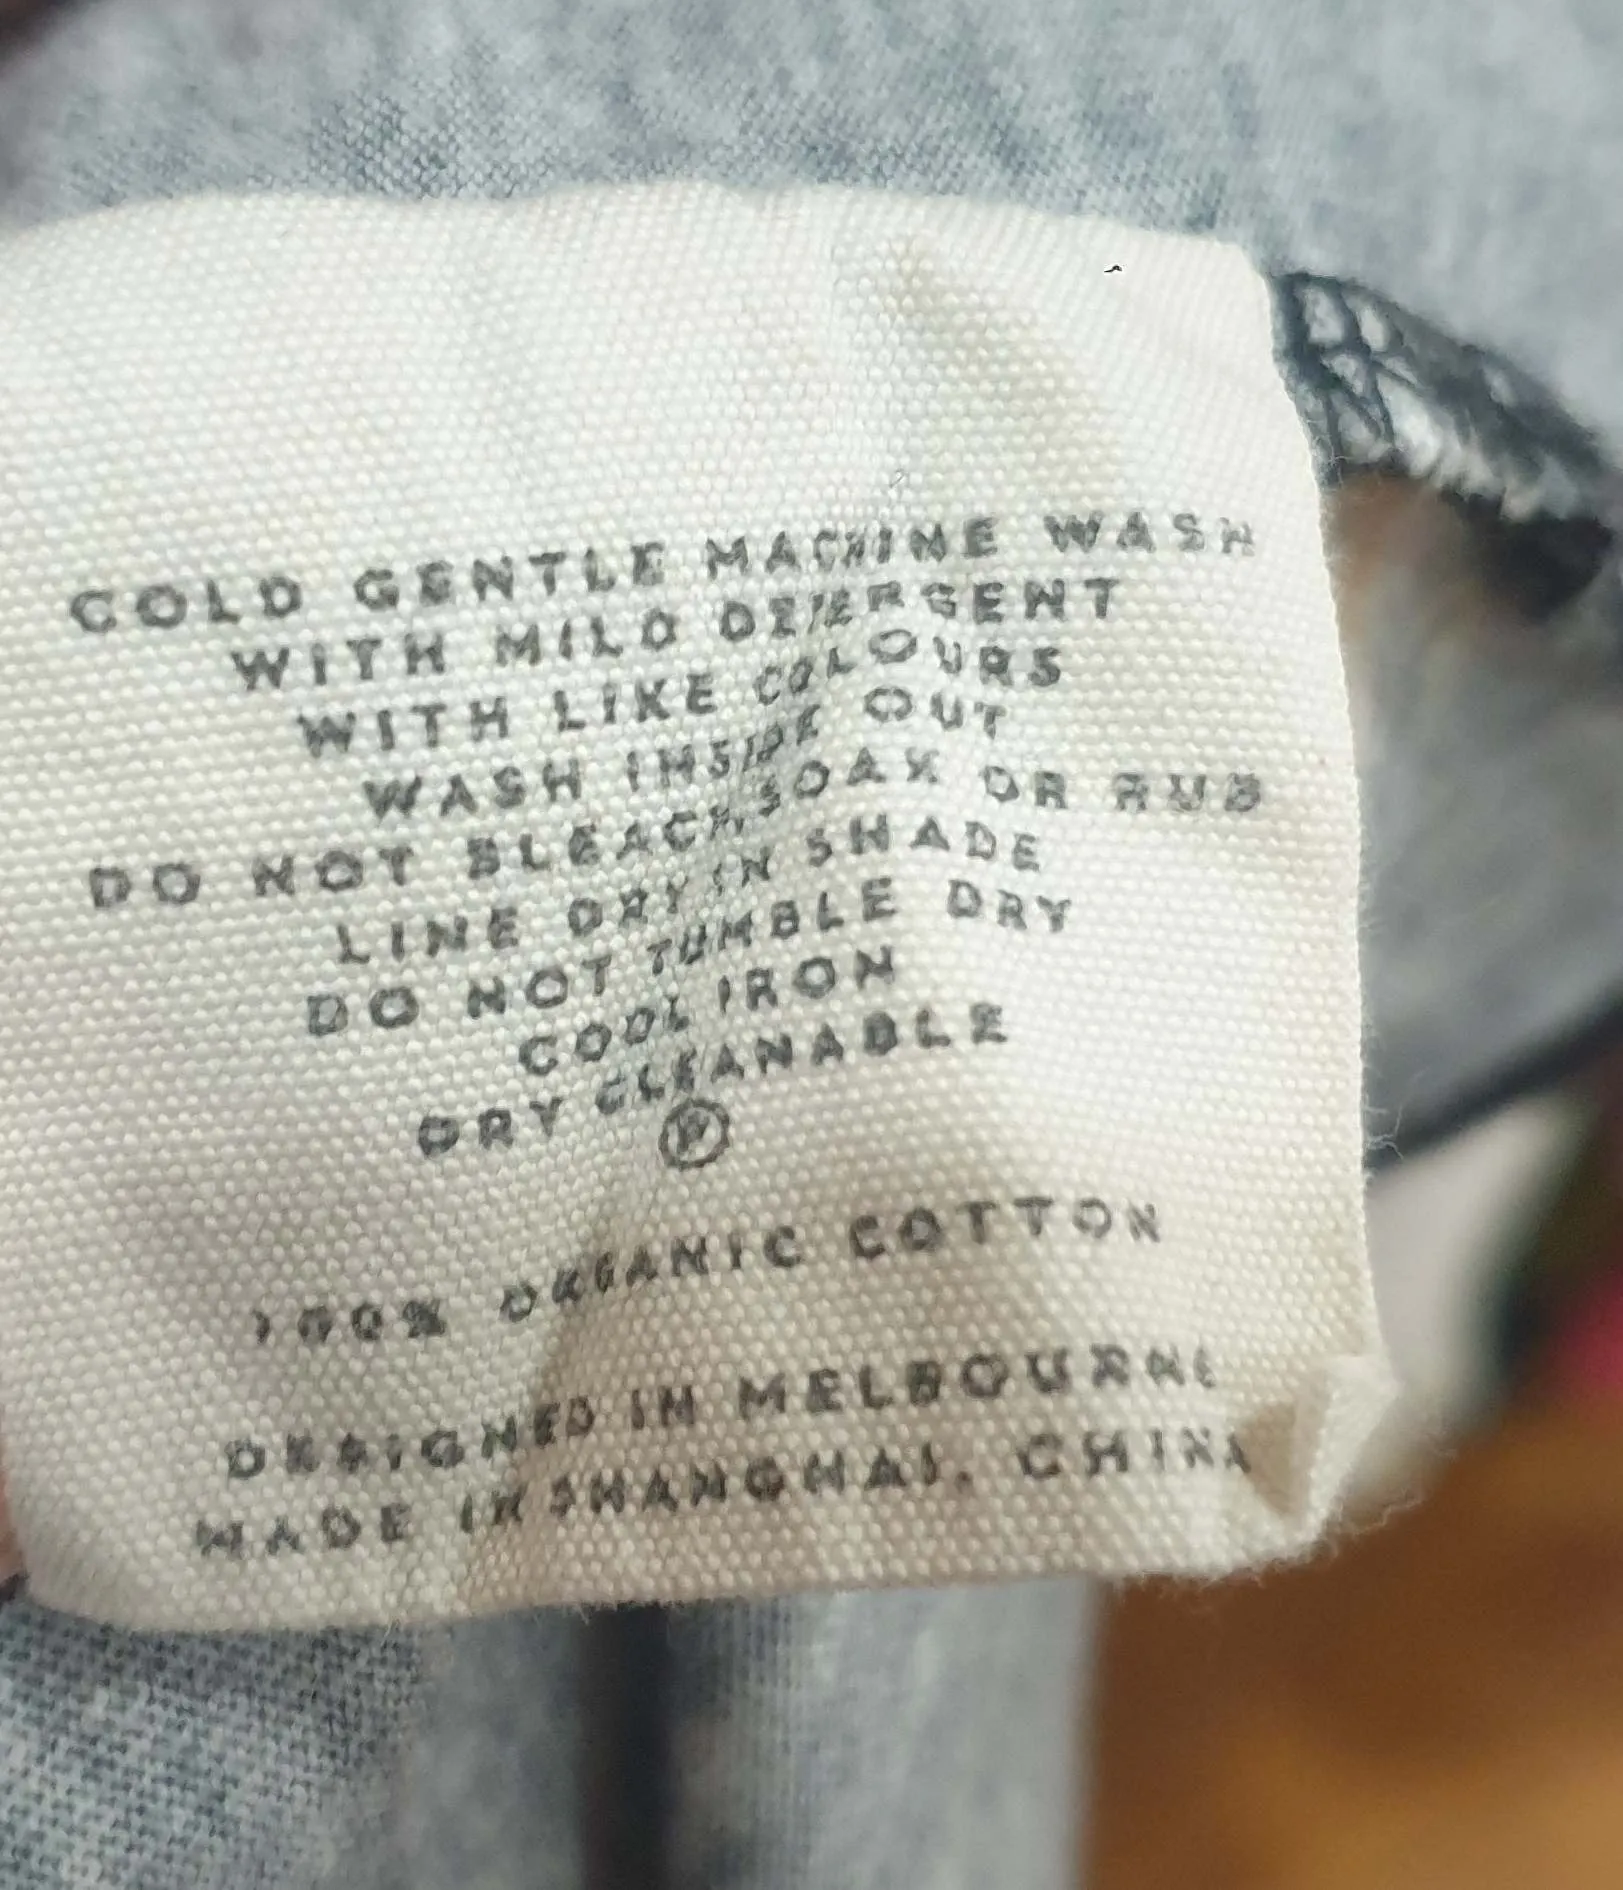 COLD GENTLE MACHINE WASH
WITH MILD DETERGENT
WITH LIKE COLOURS
WASH INSIDE OUT
DO NOT BLEACH, SOAK OR RUB
LINE DRY IN SHADE
DO NOT TUMBLE DRY
COOL IRON
DRY CLEANABLE
Ⓟ
100% ORGANIC COTTON
DESIGNED IN MELBOURNE
MADE IN SHANGHAI, CHINA